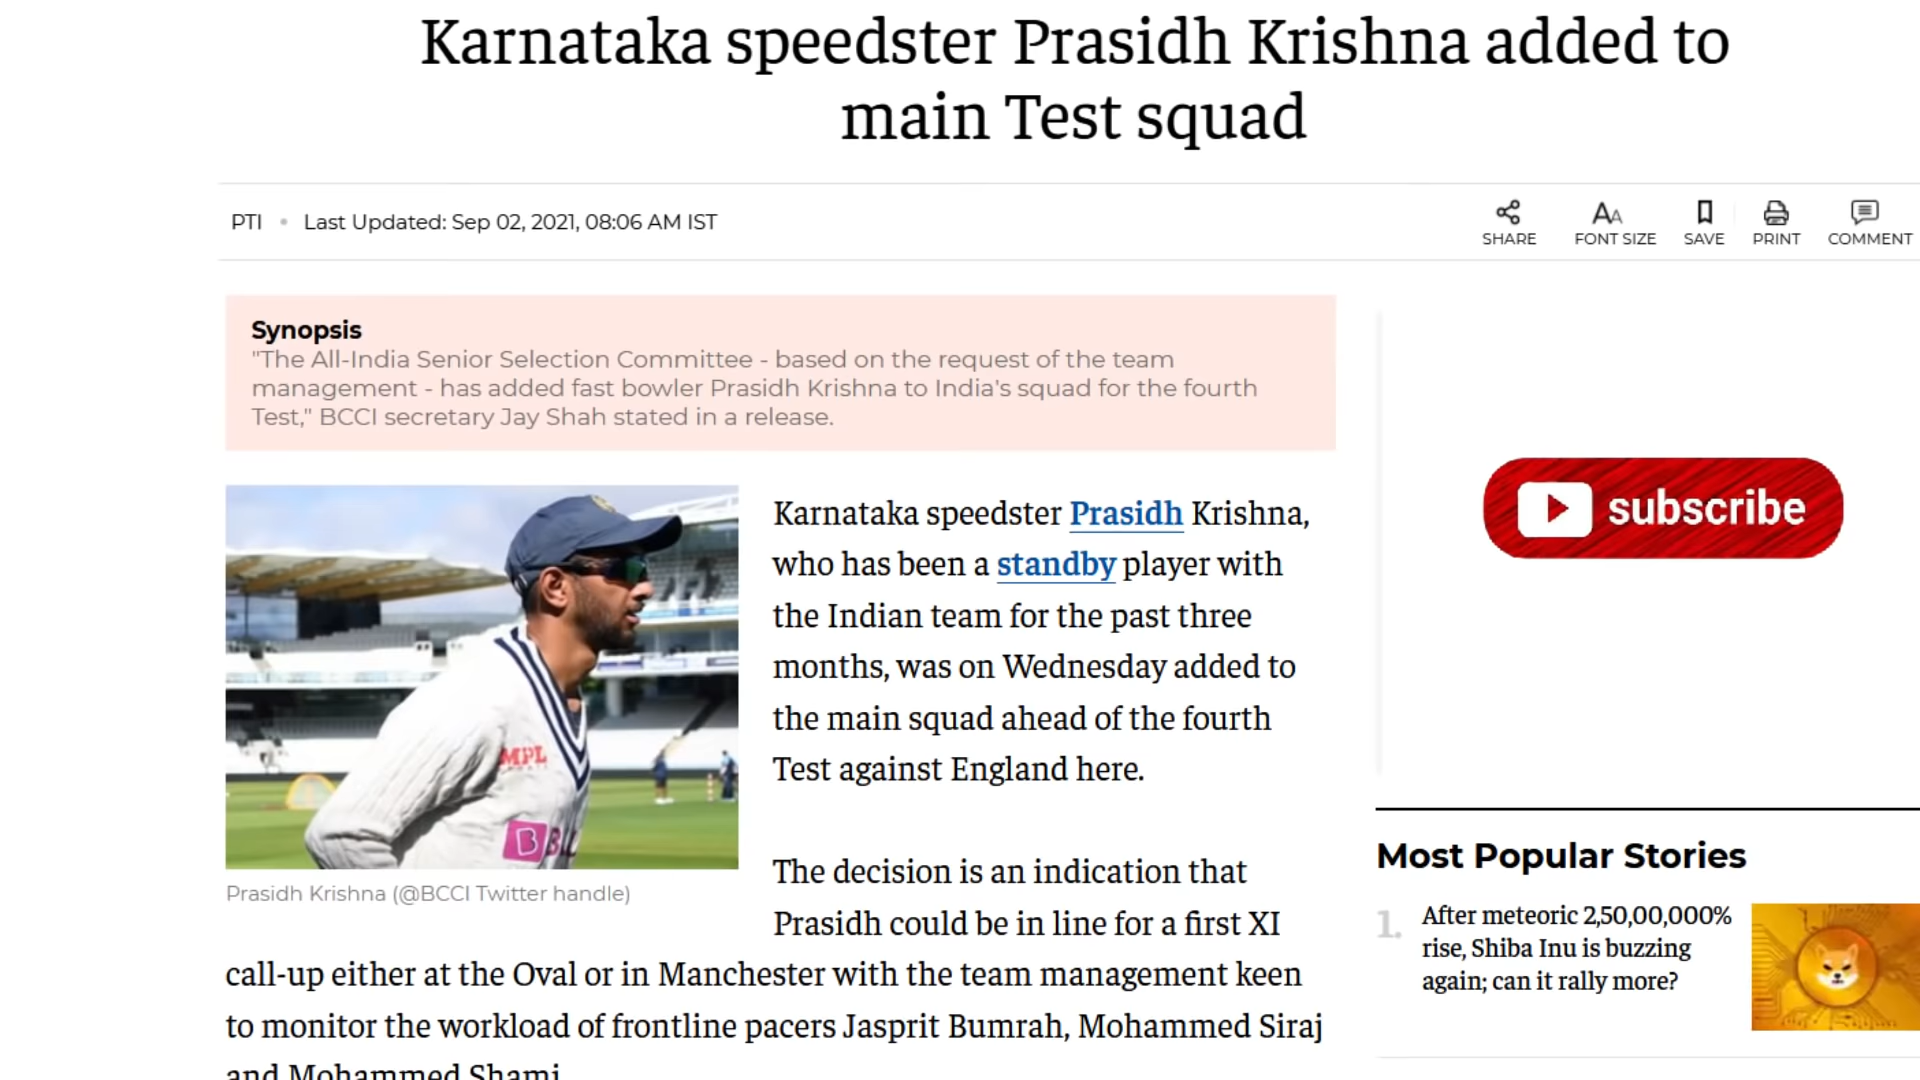 Karnataka speedster Prasidh Krishna added to
main Test squad
PTI • Last Updated: Sep 02, 2021, 08:06 AM IST
SHARE
FONT SIZE
SAVE
PRINT
COMMENT
Synopsis
"The All-India Senior Selection Committee - based on the request of the team
management - has added fast bowler Prasidh Krishna to India's squad for the fourth
Test," BCCI secretary Jay Shah stated in a release.
MPL
Prasidh Krishna (@BCCI Twitter handle)
Karnataka speedster Prasidh Krishna,
who has been a standby player with
the Indian team for the past three
months, was on Wednesday added to
the main squad ahead of the fourth
Test against England here.
The decision is an indication that
Prasidh could be in line for a first XI
call-up either at the Oval or in Manchester with the team management keen
to monitor the workload of frontline pacers Jasprit Bumrah, Mohammed Siraj
and Mohammed Shami.
subscribe
Most Popular Stories
1.
After meteoric 2,50,00,000%
rise, Shiba Inu is buzzing
again; can it rally more?